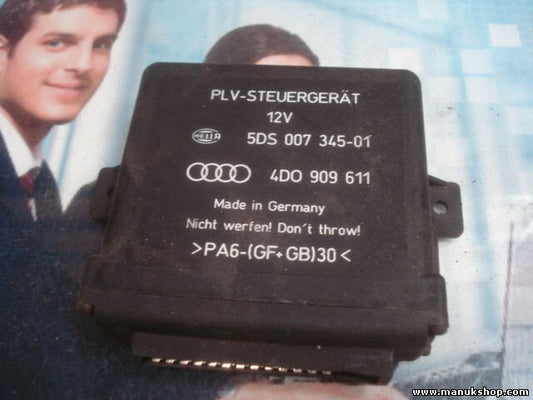 PLV-STEUERGERÄT
12V
HELLA 5DS 007 345-01
4D0 909 611
Made in Germany
Nicht werfen! Don´t throw!
>PA6-(GF+GB)30<
www.manukshop.com